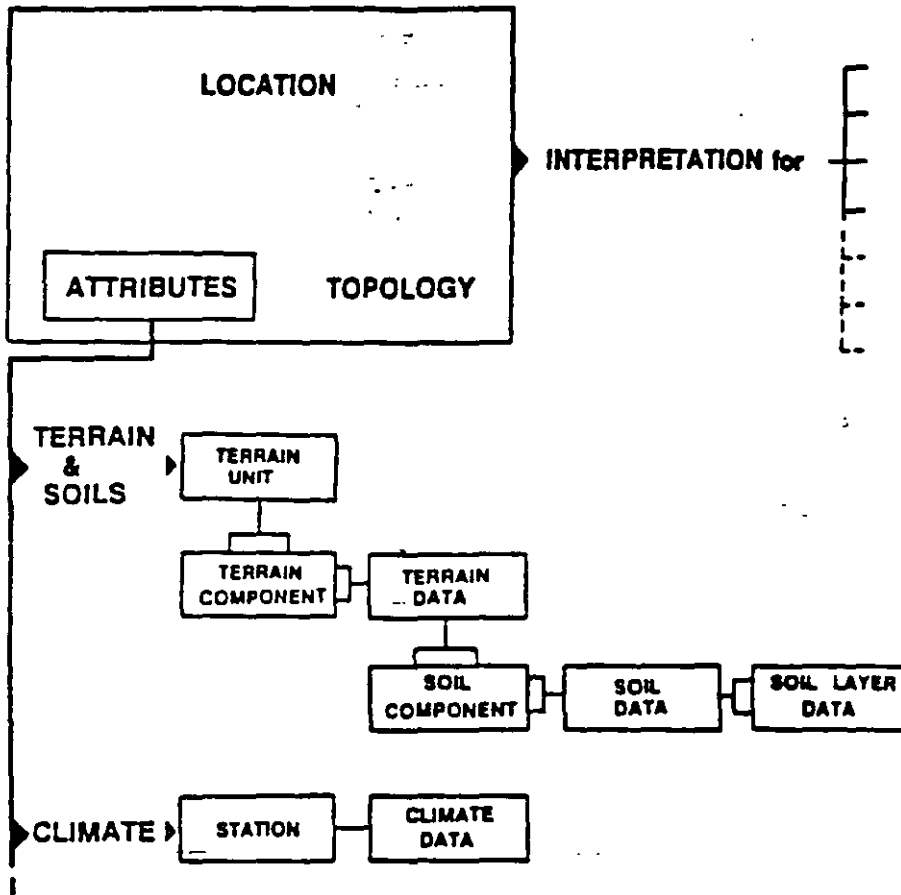 LOCATION
INTERPRETATION for
ATTRIBUTES
TOPOLOGY
TERRAIN
&
SOILS
TERRAIN
UNIT
TERRAIN
COMPONENT
TERRAIN
DATA
SOIL
COMPONENT
SOIL
DATA
SOIL LAYER
DATA
CLIMATE
STATION
CLIMATE
DATA